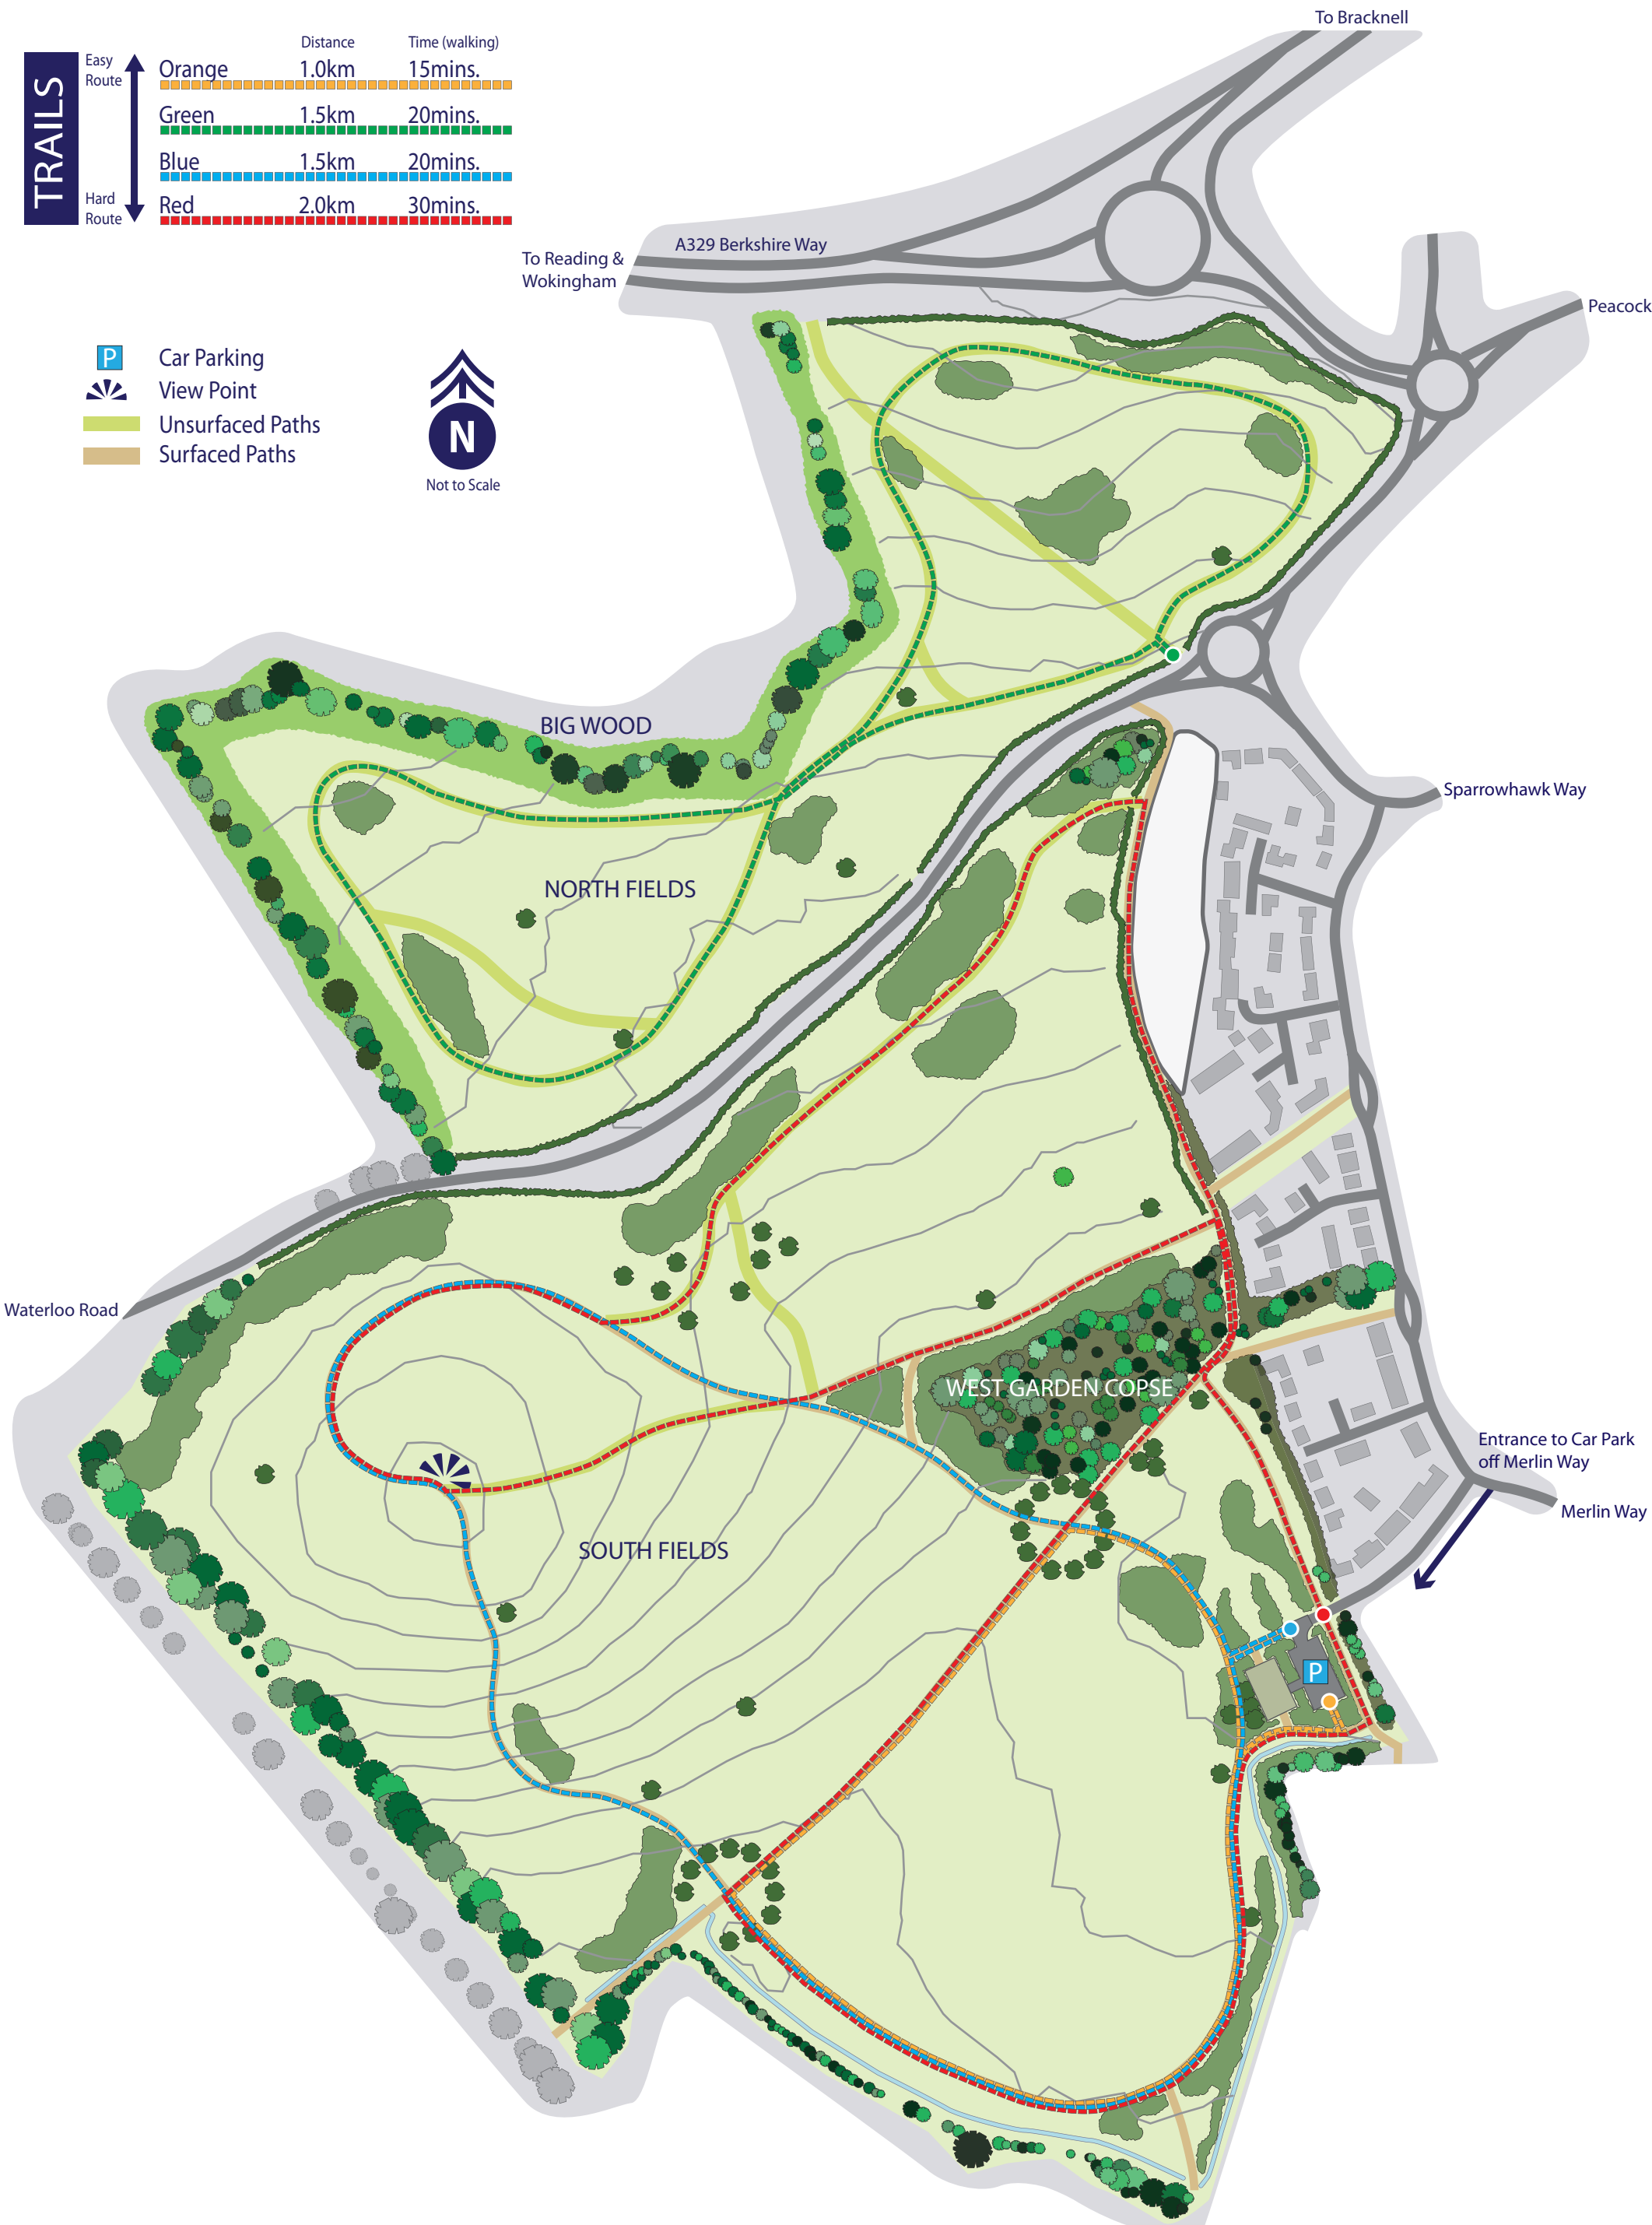 To Bracknell
Distance Time (walking)
TRAILS
Easy
Route
Orange 1.0km 15mins.
Green 1.5km 20mins.
Blue 1.5km 20mins.
Hard
Route
Red 2.0km 30mins.
A329 Berkshire Way
To Reading &
Wokingham
Peacock
P Car Parking
View Point
Unsurfaced Paths
Surfaced Paths
N
Not to Scale
BIG WOOD
Sparrowhawk Way
NORTH FIELDS
Waterloo Road
WEST GARDEN COPSE
Entrance to Car Park
off Merlin Way
Merlin Way
SOUTH FIELDS
P